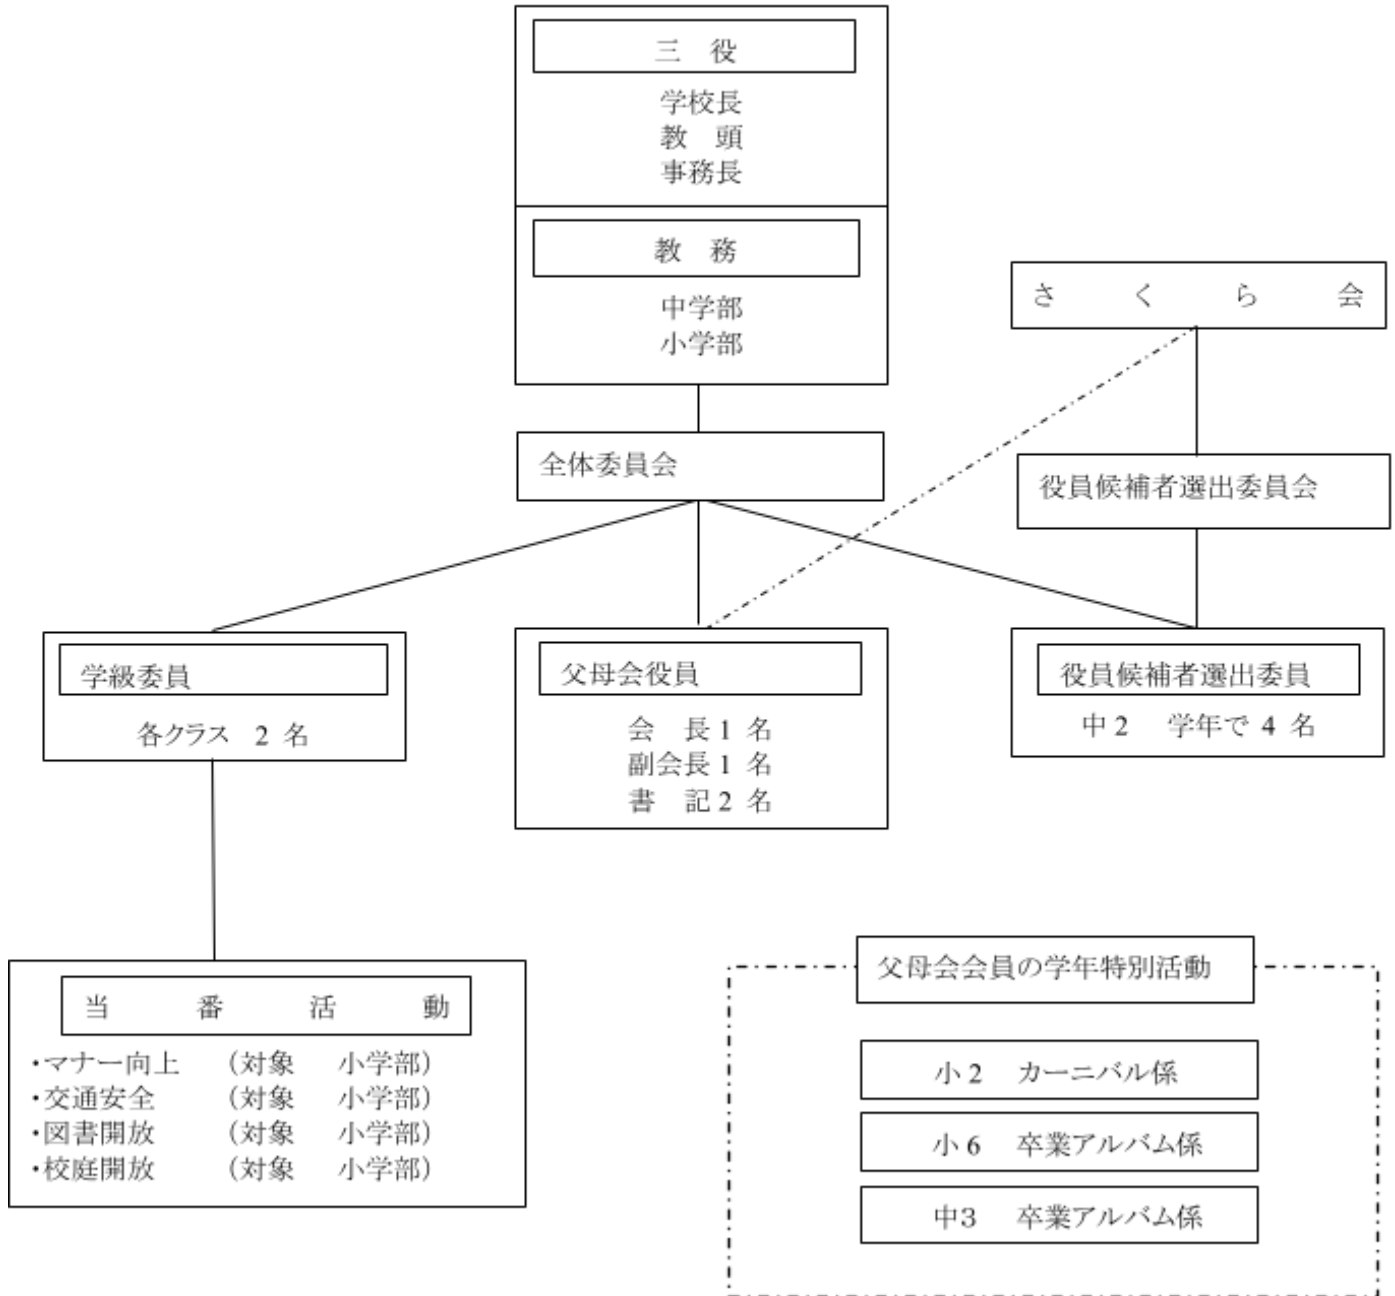 三　役
学校長
教　頭
事務長
教　務
中学部
小学部
さ　く　ら　会
全体委員会
役員候補者選出委員会
学級委員
各クラス　2 名
父母会役員
会　長 1 名
副会長 1 名
書　記 2 名
役員候補者選出委員
中 2　学年で 4 名
当　番　活　動
・マナー向上　（対象　小学部）
・交通安全　（対象　小学部）
・図書開放　（対象　小学部）
・校庭開放　（対象　小学部）
父母会会員の学年特別活動
小 2　カーニバル係
小 6　卒業アルバム係
中３　卒業アルバム係